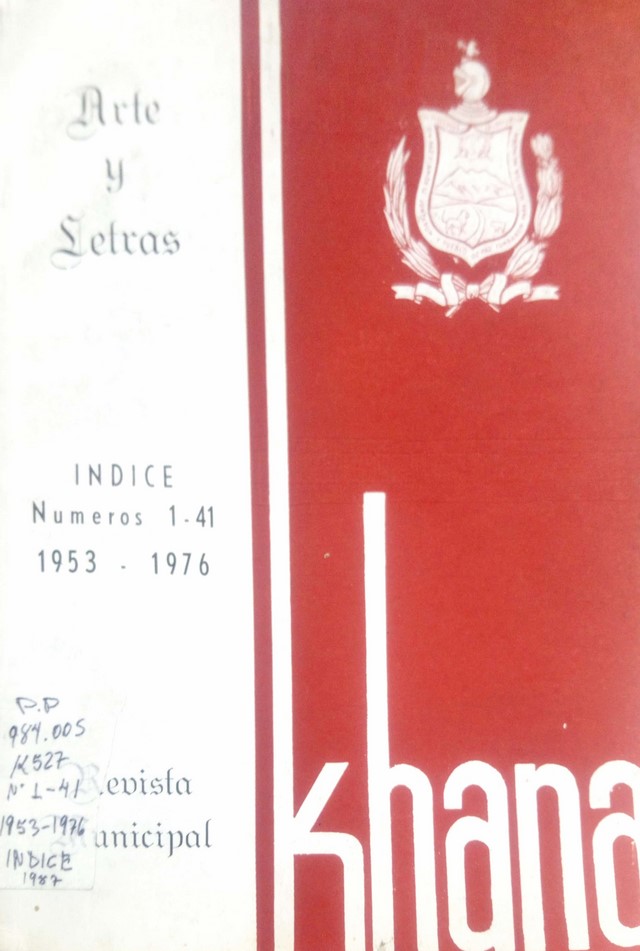 Arte
y
Letras
INDICE
Numeros 1-41
1953 - 1976
P.P
984.005
K527
N° 1-41
1953-1976
INDICE
1987
Revista
Municipal
Khana